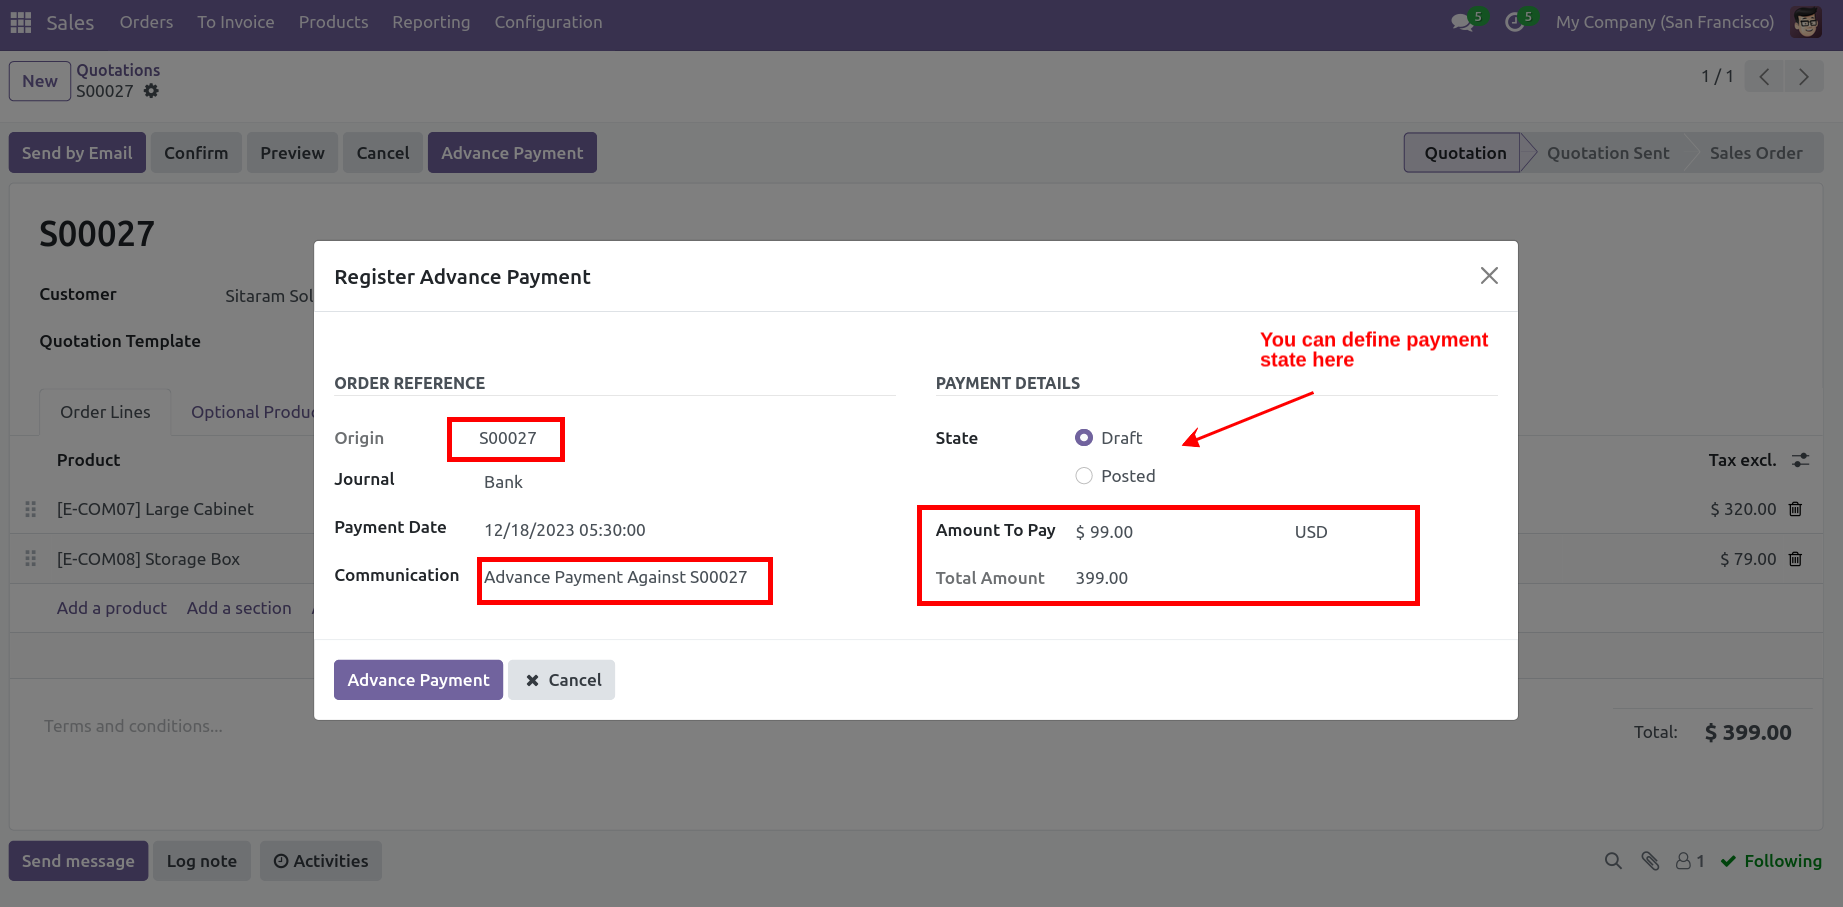 Sales Orders To Invoice Products Reporting Configuration 5 5 My Company (San Francisco)
New Quotations 1 / 1
S00027
Send by Email Confirm Preview Cancel Advance Payment Quotation Quotation Sent Sales Order
S00027
Register Advance Payment
Customer Sitaram Sol
Quotation Template
You can define payment
state here
ORDER REFERENCE PAYMENT DETAILS
Order Lines Optional Produc
Origin S00027 State Draft
Product Tax excl.
Journal Bank Posted
[E-COM07] Large Cabinet $ 320.00
Payment Date 12/18/2023 05:30:00 Amount To Pay $ 99.00 USD
[E-COM08] Storage Box $ 79.00
Communication Advance Payment Against S00027 Total Amount 399.00
Add a product Add a section
Advance Payment Cancel
Terms and conditions... Total: $ 399.00
Send message Log note Activities 1 Following